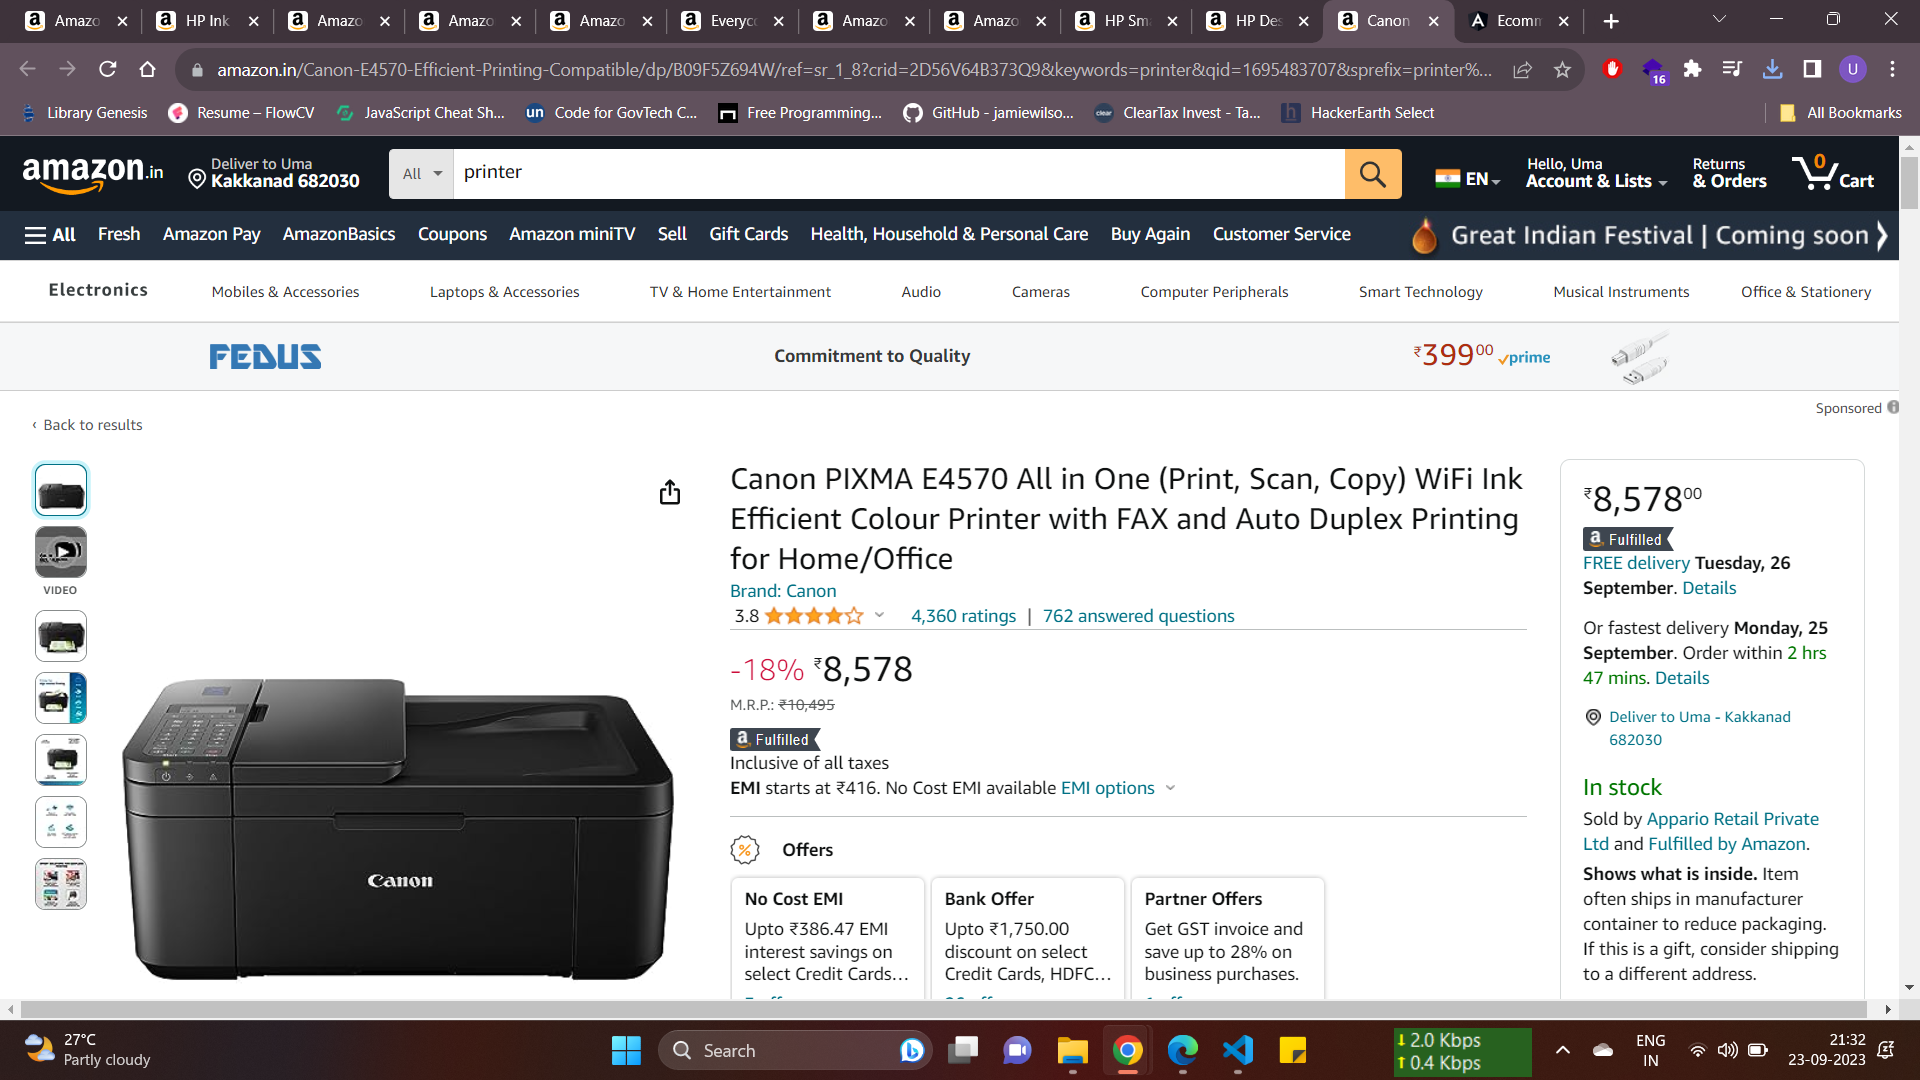 Amazo
HP Ink
Amazo
Amazo
Amazo
Everyc
Amazo
Amazo
HP Sma
HP Des
Canon
Ecomm
amazon.in/Canon-E4570-Efficient-Printing-Compatible/dp/B09F5Z694W/ref=sr_1_8?crid=2D56V64B373Q9&keywords=printer&qid=1695483707&sprefix=printer%...
16
U
Library Genesis
Resume – FlowCV
JavaScript Cheat Sh...
un Code for GovTech C...
Free Programming,...
GitHub - jamiewilso...
clear ClearTax Invest - Ta...
h HackerEarth Select
All Bookmarks
amazon.in
Deliver to Uma
Kakkanad 682030
All
printer
EN
Hello, Uma
Account & Lists
Returns
& Orders
0
Cart
All
Fresh
Amazon Pay
AmazonBasics
Coupons
Amazon miniTV
Sell
Gift Cards
Health, Household & Personal Care
Buy Again
Customer Service
Great Indian Festival | Coming soon
Electronics
Mobiles & Accessories
Laptops & Accessories
TV & Home Entertainment
Audio
Cameras
Computer Peripherals
Smart Technology
Musical Instruments
Office & Stationery
FEDUS
Commitment to Quality
₹39900 prime
Sponsored
‹ Back to results
VIDEO
Canon
Canon PIXMA E4570 All in One (Print, Scan, Copy) WiFi Ink
Efficient Colour Printer with FAX and Auto Duplex Printing
for Home/Office
Brand: Canon
3.8
4,360 ratings | 762 answered questions
-18% ₹8,578
M.R.P.: ₹10,495
a Fulfilled
Inclusive of all taxes
EMI starts at ₹416. No Cost EMI available EMI options
Offers
No Cost EMI
Upto ₹386.47 EMI
interest savings on
select Credit Cards...
Bank Offer
Upto ₹1,750.00
discount on select
Credit Cards, HDFC...
Partner Offers
Get GST invoice and
save up to 28% on
business purchases.
₹8,57800
a Fulfilled
FREE delivery Tuesday, 26
September. Details
Or fastest delivery Monday, 25
September. Order within 2 hrs
47 mins. Details
Deliver to Uma - Kakkanad
682030
In stock
Sold by Appario Retail Private
Ltd and Fulfilled by Amazon.
Shows what is inside. Item
often ships in manufacturer
container to reduce packaging.
If this is a gift, consider shipping
to a different address.
27°C
Partly cloudy
Search
2.0 Kbps
0.4 Kbps
ENG
IN
21:32
23-09-2023